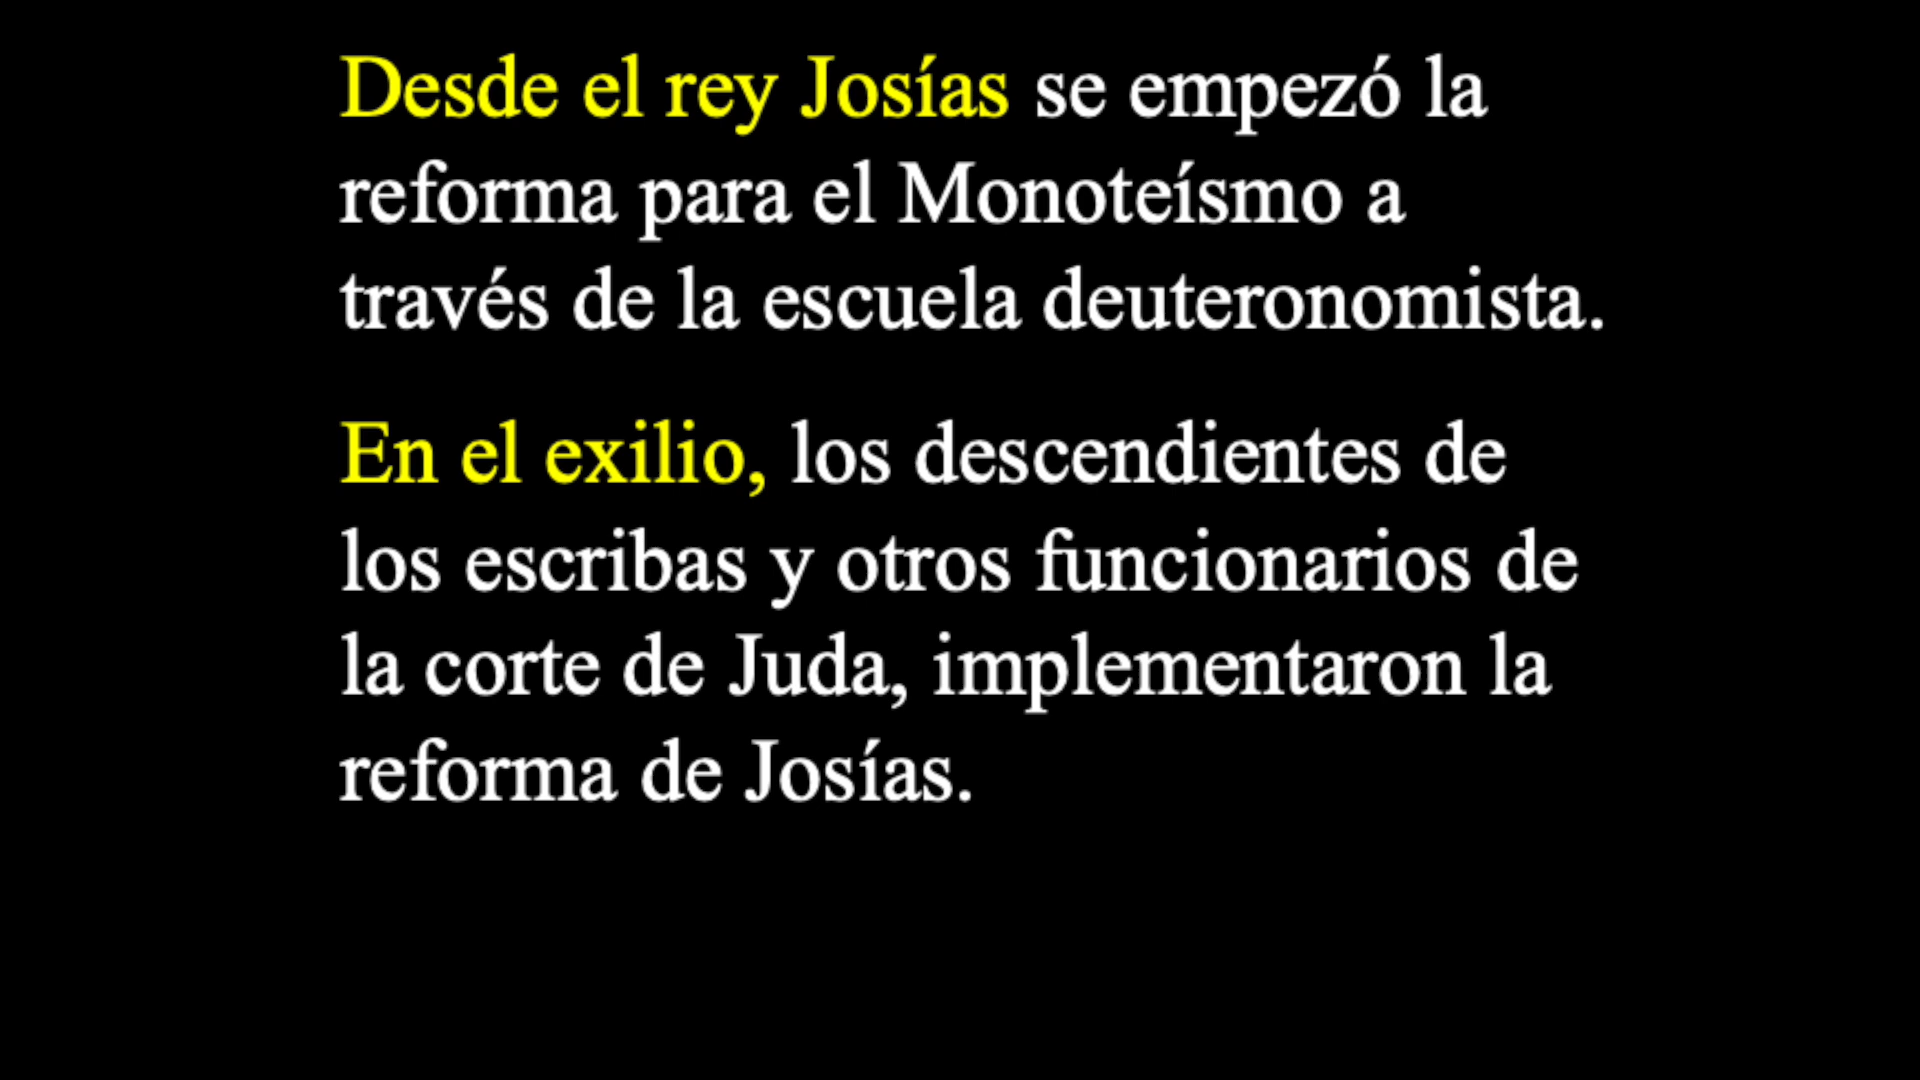 Desde el rey Josías se empezó la
reforma para el Monoteísmo a
través de la escuela deuteronomista.
En el exilio, los descendientes de
los escribas y otros funcionarios de
la corte de Juda, implementaron la
reforma de Josías.